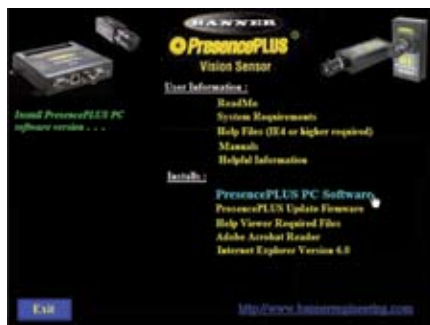 BANNER
PresencePLUS®
Vision Sensor
User Information :
ReadMe
System Requirements
Help Files (IE4 or higher required)
Manuals
Helpful Information
Install PresencePLUS PC
software version . . .
Installs :
PresencePLUS PC Software
PresencePLUS Update Firmware
Help Viewer Required Files
Adobe Acrobat Reader
Internet Explorer Version 6.0
Exit
http://www.bannerengineering.com